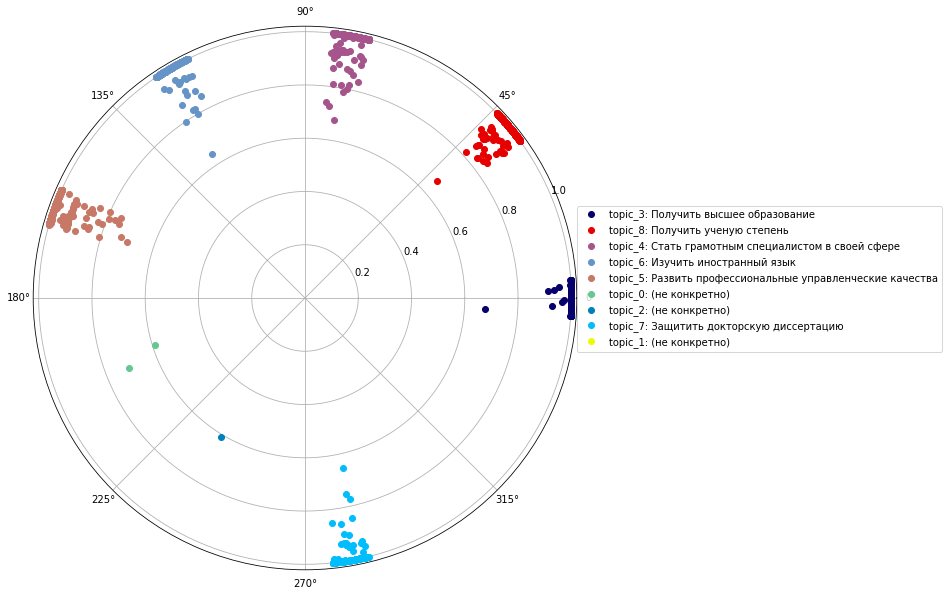 90°
135°
45°
1.0
0.8
0.6
0.4
0.2
180°
225°
315°
270°
topic_3: Получить высшее образование
topic_8: Получить ученую степень
topic_4: Стать грамотным специалистом в своей сфере
topic_6: Изучить иностранный язык
topic_5: Развить профессиональные управленческие качества
topic_0: (не конкретно)
topic_2: (не конкретно)
topic_7: Защитить докторскую диссертацию
topic_1: (не конкретно)